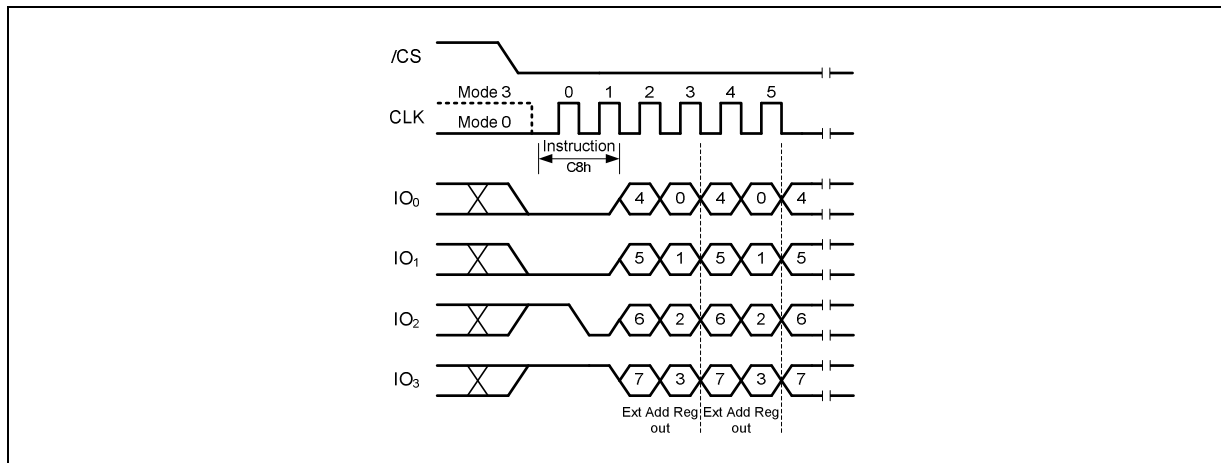 /CS
Mode 3
0 1 2 3 4 5
CLK
Mode 0
Instruction
C8h
IO0 4 0 4 0 4
IO1 5 1 5 1 5
IO2 6 2 6 2 6
IO3 7 3 7 3 7
Ext Add Reg Ext Add Reg
out out